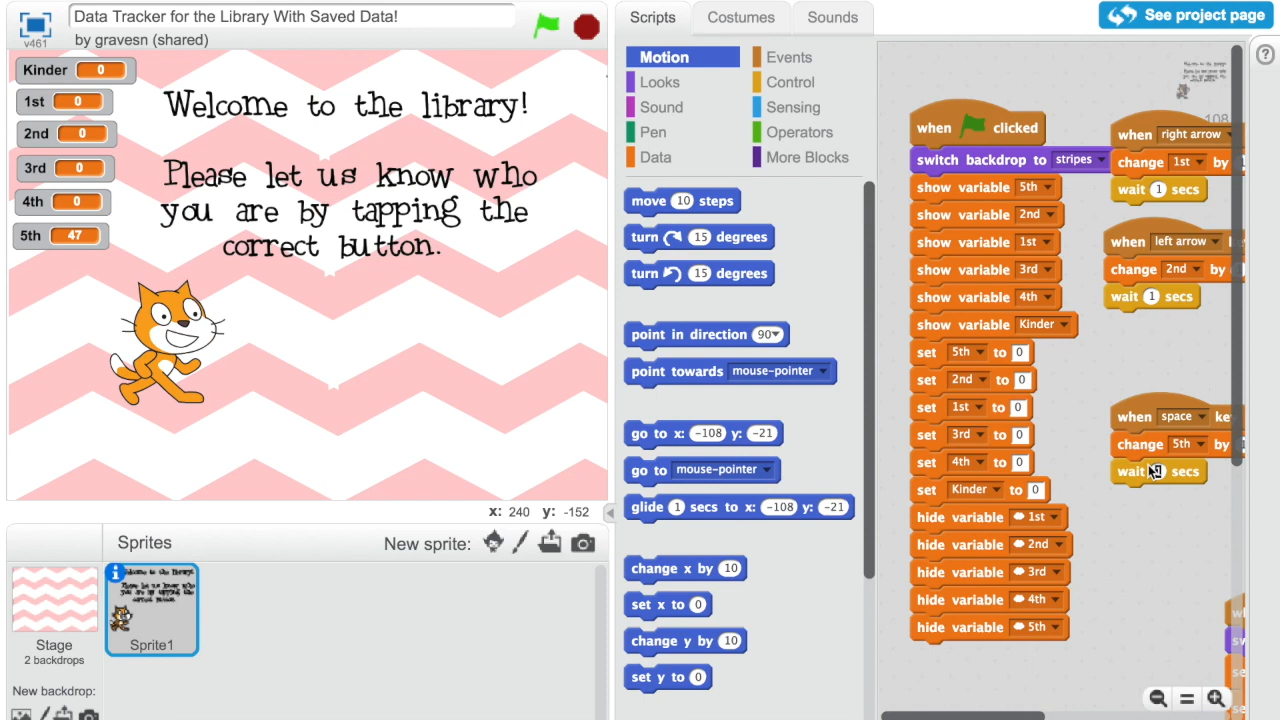 Data Tracker for the Library With Saved Data!
v461
by gravesn (shared)
Kinder 0
1st 0
2nd 0
3rd 0
4th 0
5th 47
Welcome to the library!
Please let us know who
you are by tapping the
correct button.
x: 240 y: -152
Sprites
New sprite:
Stage
2 backdrops
New backdrop:
Sprite1
Scripts
Costumes
Sounds
See project page
?
Motion
Looks
Sound
Pen
Data
Events
Control
Sensing
Operators
More Blocks
move 10 steps
turn 15 degrees
turn 15 degrees
point in direction 90
point towards mouse-pointer
go to x: -108 y: -21
go to mouse-pointer
glide 1 secs to x: -108 y: -21
change x by 10
set x to 0
change y by 10
set y to 0
when clicked
switch backdrop to stripes
show variable 5th
show variable 2nd
show variable 1st
show variable 3rd
show variable 4th
show variable Kinder
set 5th to 0
set 2nd to 0
set 1st to 0
set 3rd to 0
set 4th to 0
set Kinder to 0
hide variable 1st
hide variable 2nd
hide variable 3rd
hide variable 4th
hide variable 5th
when right arrow
change 1st by
wait 1 secs
when left arrow
change 2nd by
wait 1 secs
when space ke
change 5th by
wait secs